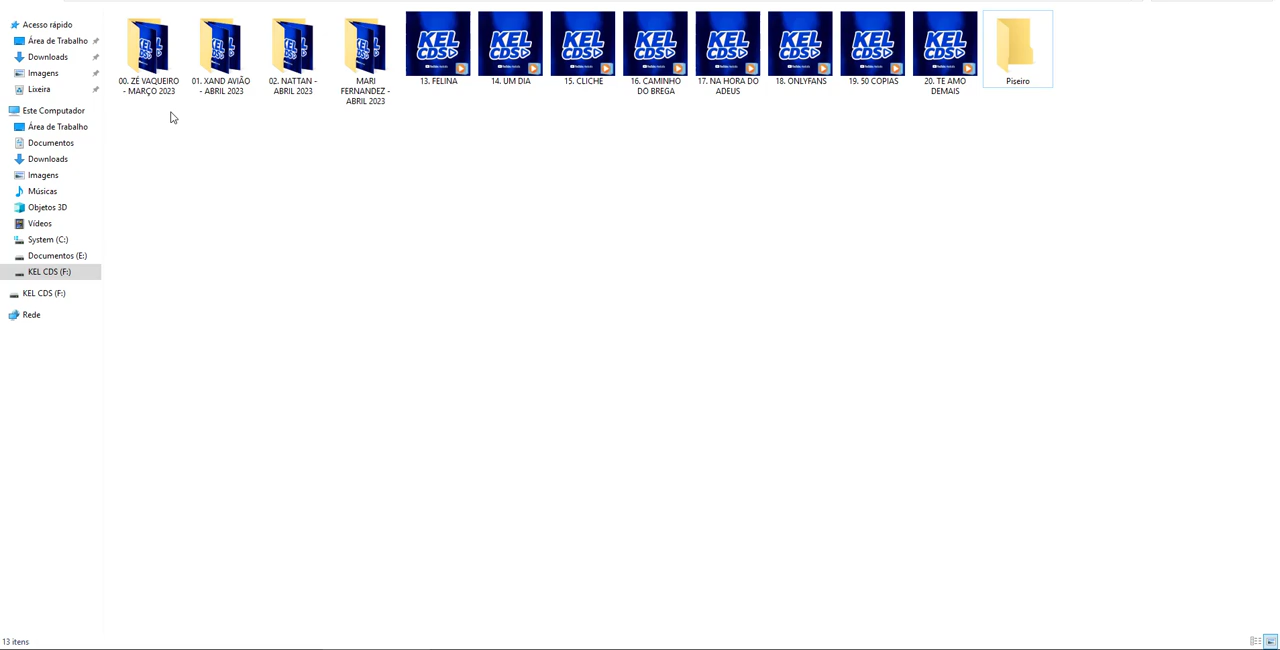 Acesso rápido
Área de Trabalho
Downloads
Imagens
Lixeira
Este Computador
Área de Trabalho
Documentos
Downloads
Imagens
Músicas
Objetos 3D
Vídeos
System (C:)
Documentos (E:)
KEL CDS (F:)
KEL CDS (F:)
Rede
00. ZÉ VAQUEIRO
- MARÇO 2023
01. XAND AVIÃO
- ABRIL 2023
02. NATTAN -
ABRIL 2023
MARI
FERNANDEZ -
ABRIL 2023
KEL
CDS
13. FELINA
KEL
CDS
14. UM DIA
KEL
CDS
15. CLICHE
KEL
CDS
16. CAMINHO
DO BREGA
KEL
CDS
17. NA HORA DO
ADEUS
KEL
CDS
18. ONLYFANS
KEL
CDS
19. 50 COPIAS
KEL
CDS
20. TE AMO
DEMAIS
Piseiro
13 itens